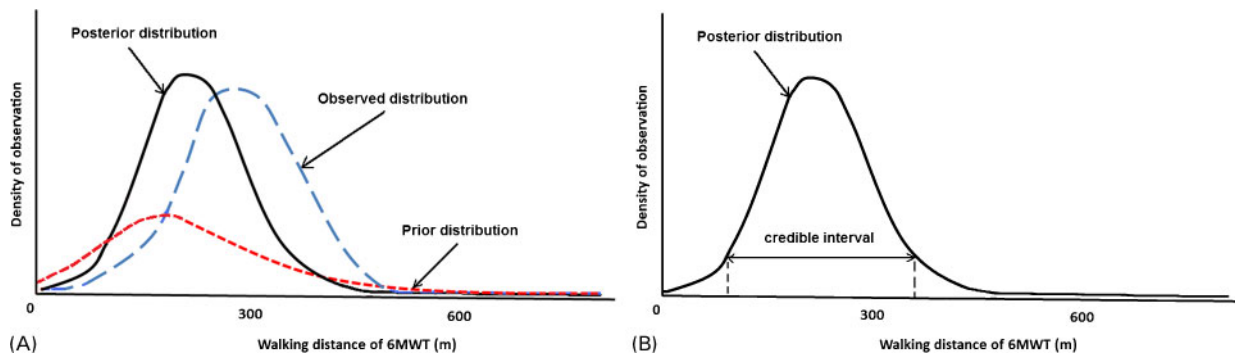 Posterior distribution
Observed distribution
Prior distribution
Density of observation
0
300
600
Walking distance of 6MWT (m)
(A)
Posterior distribution
credible interval
Density of observation
0
300
600
Walking distance of 6MWT (m)
(B)